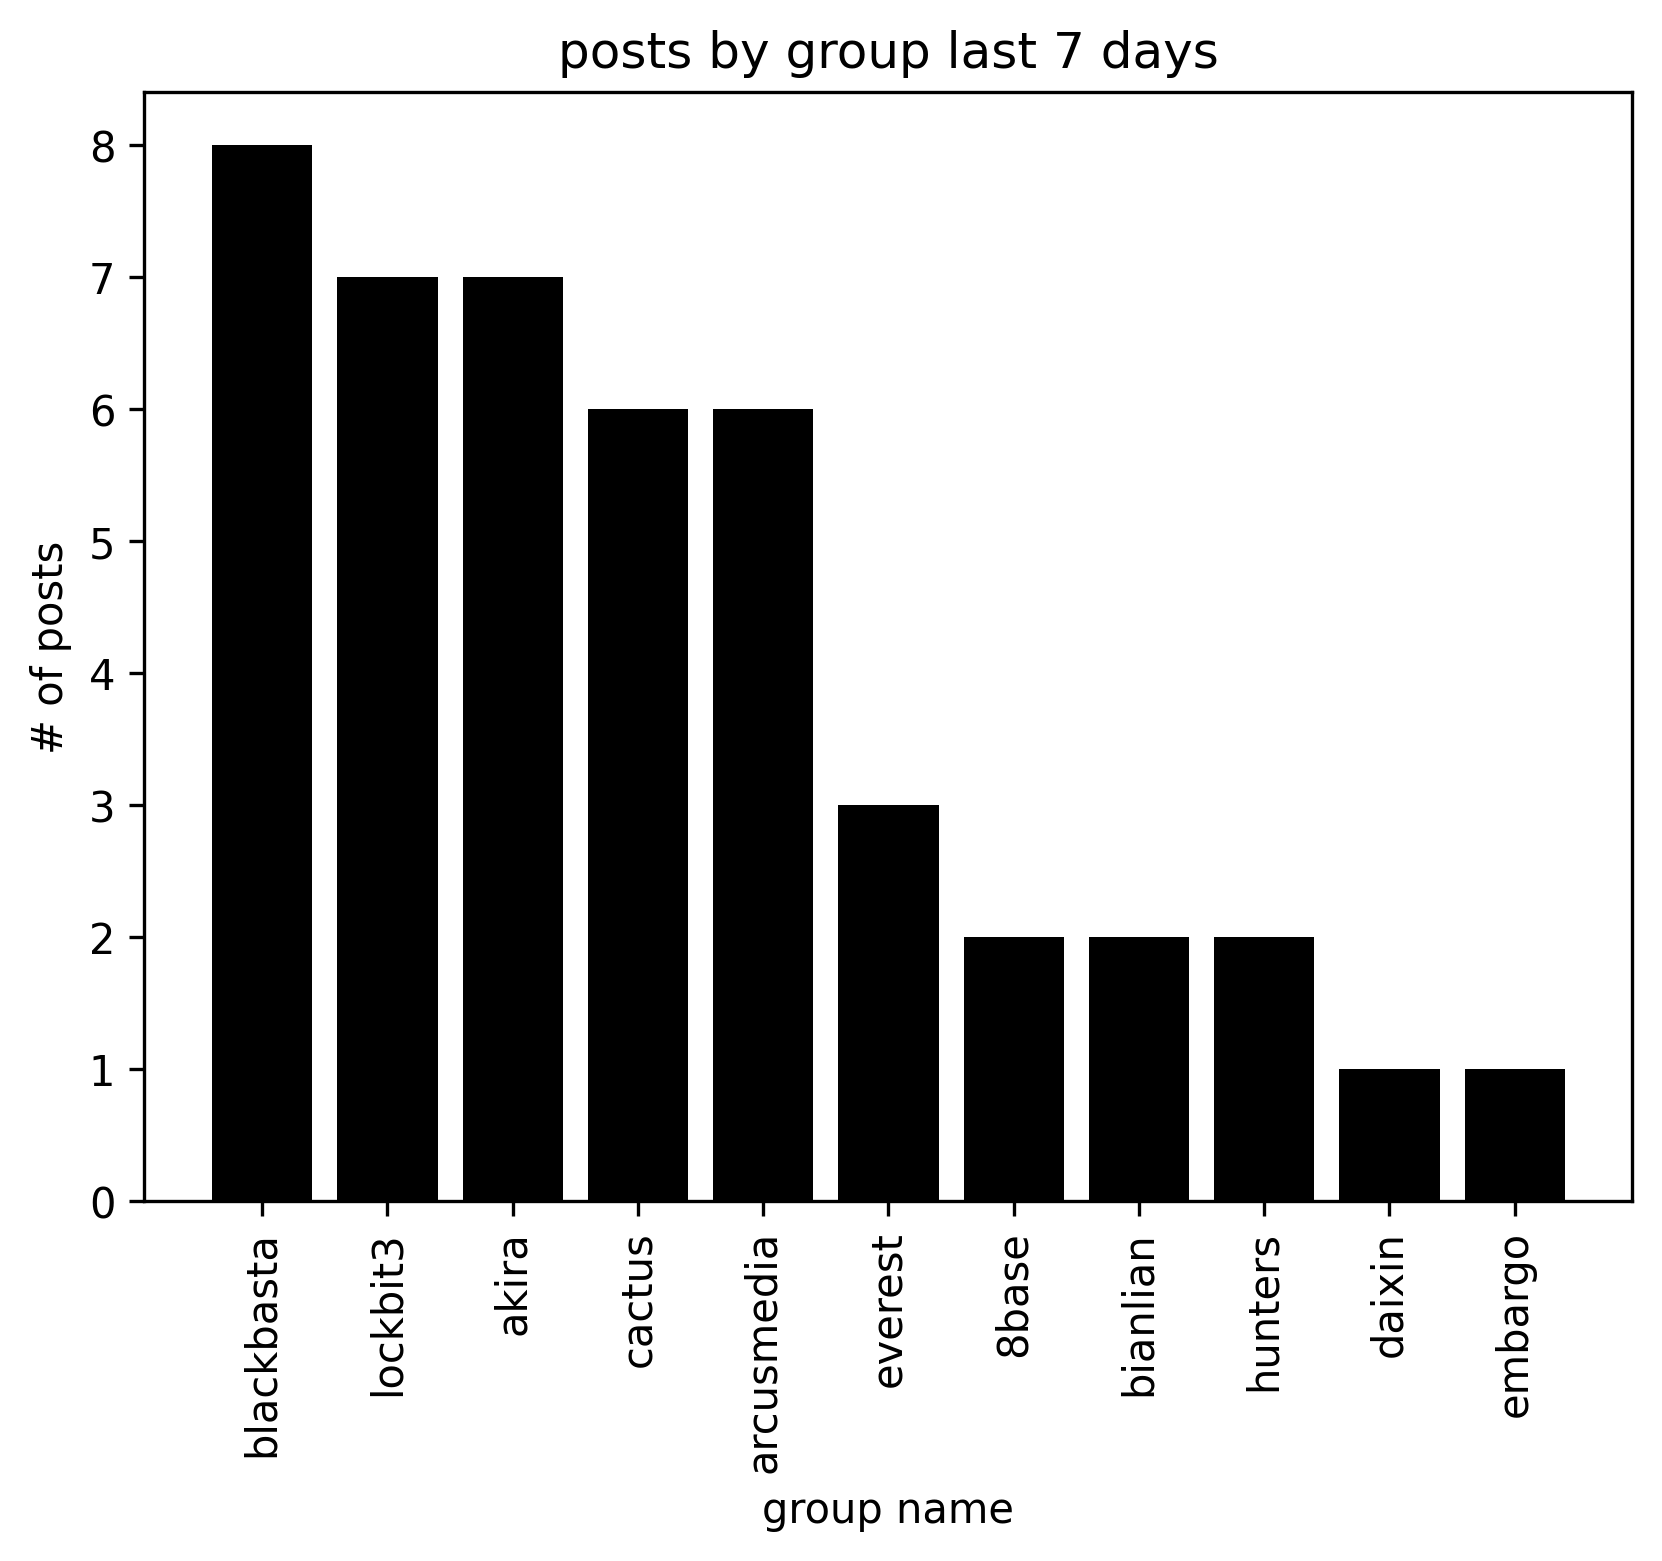 posts by group last 7 days
# of posts
8
7
6
5
4
3
2
1
0
blackbasta
lockbit3
akira
cactus
arcusmedia
everest
8base
bianlian
hunters
daixin
embargo
group name